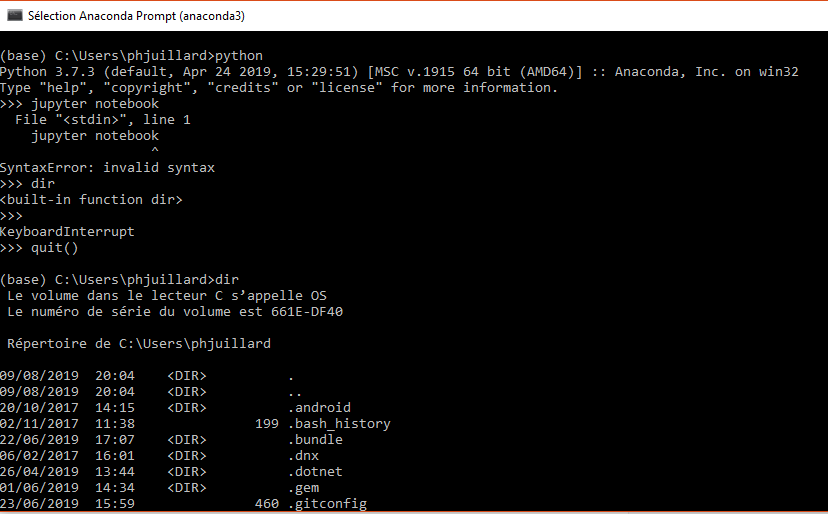 Sélection Anaconda Prompt (anaconda3)
(base) C:\Users\phjuillard>python
Python 3.7.3 (default, Apr 24 2019, 15:29:51) [MSC v.1915 64 bit (AMD64)] :: Anaconda, Inc. on win32
Type "help", "copyright", "credits" or "license" for more information.
>>> jupyter notebook
  File "<stdin>", line 1
    jupyter notebook
                   ^
SyntaxError: invalid syntax
>>> dir
<built-in function dir>
>>>
KeyboardInterrupt
>>> quit()
(base) C:\Users\phjuillard>dir
 Le volume dans le lecteur C s’appelle OS
 Le numéro de série du volume est 661E-DF40
 Répertoire de C:\Users\phjuillard
09/08/2019  20:04    <DIR>          .
09/08/2019  20:04    <DIR>          ..
20/10/2017  14:15    <DIR>          .android
02/11/2017  11:38               199 .bash_history
22/06/2019  17:07    <DIR>          .bundle
06/02/2017  16:01    <DIR>          .dnx
26/04/2019  13:44    <DIR>          .dotnet
01/06/2019  14:34    <DIR>          .gem
23/06/2019  15:59               460 .gitconfig